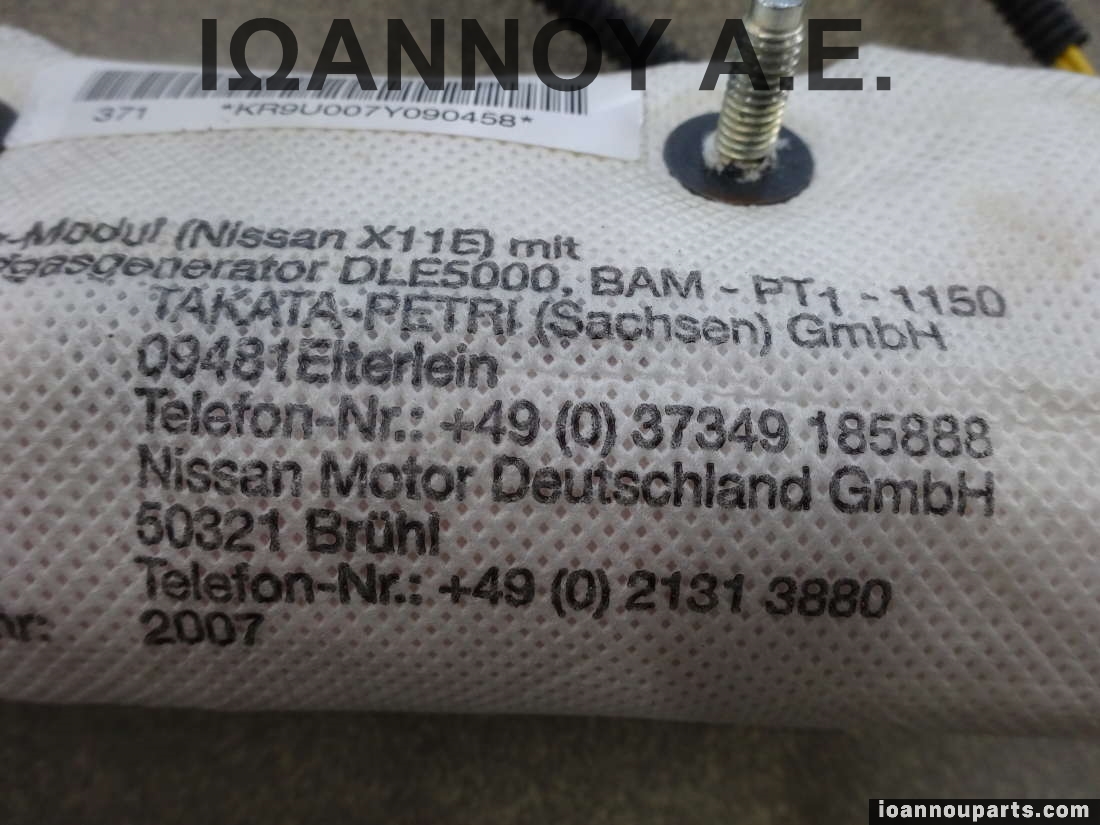 ΙΩΑΝΝΟΥ Α.Ε.
371 *KR9U007Y090458*
-Modul (Nissan X11E) mit
gasgenerator DLE5000, BAM - PT1 - 1150
TAKATA-PETRI (Sachsen) GmbH
09481 Elterlein
Telefon-Nr.: +49 (0) 37349 185888
Nissan Motor Deutschland GmbH
50321 Brühl
Telefon-Nr.: +49 (0) 2131 3880
hr: 2007
ioannouparts.com